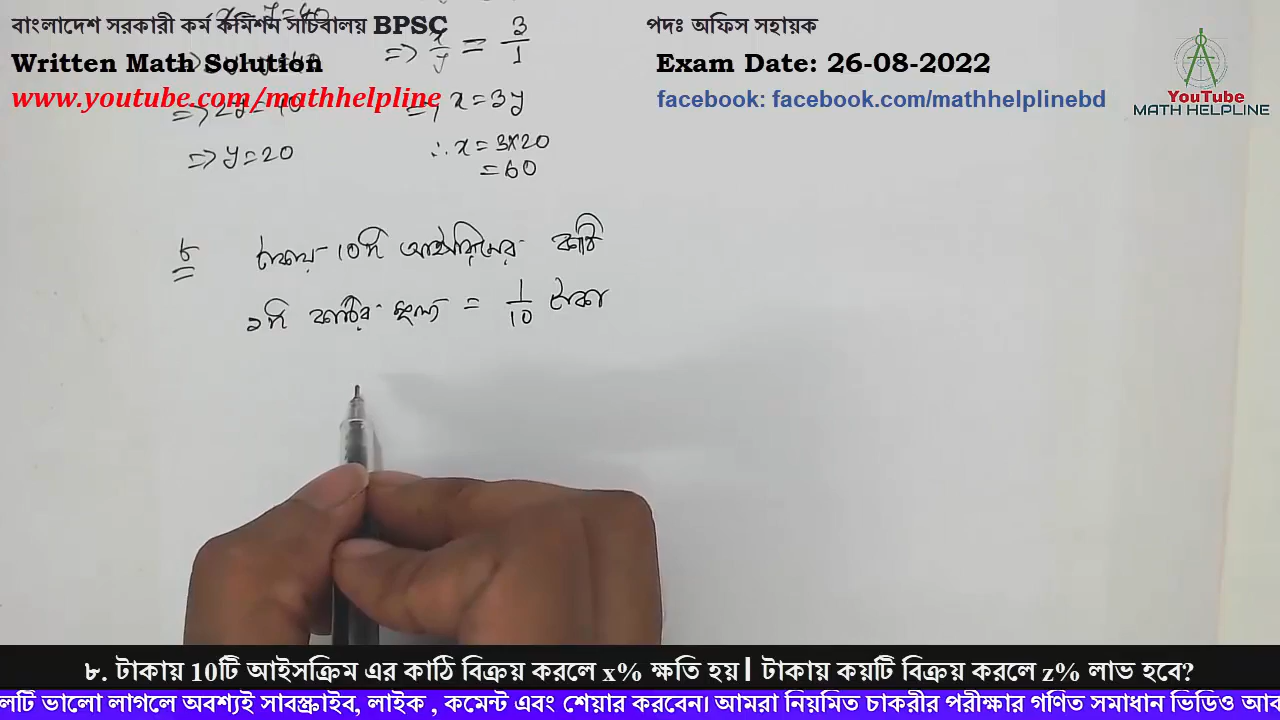 বাংলাদেশ সরকারী কর্ম কমিশন সচিবালয় BPSC
পদঃ অফিস সহায়ক
Written Math Solution
Exam Date: 26-08-2022
www.youtube.com/mathhelpline
facebook: facebook.com/mathhelplinebd
YouTube
MATH HELPLINE
=> x/y = 3/1
x = 3y
=> y = 20
∴ x = 3×20
= 60
৮ টাকায় 10টি আইসক্রিমের কাঠি
১টি কাঠির মূল্য = 1/10 টাকা
৮. টাকায় 10টি আইসক্রিম এর কাঠি বিক্রয় করলে x% ক্ষতি হয়। টাকায় কয়টি বিক্রয় করলে z% লাভ হবে?
লটি ভালো লাগলে অবশ্যই সাবস্ক্রাইব, লাইক , কমেন্ট এবং শেয়ার করবেন। আমরা নিয়মিত চাকরীর পরীক্ষার গণিত সমাধান ভিডিও আ